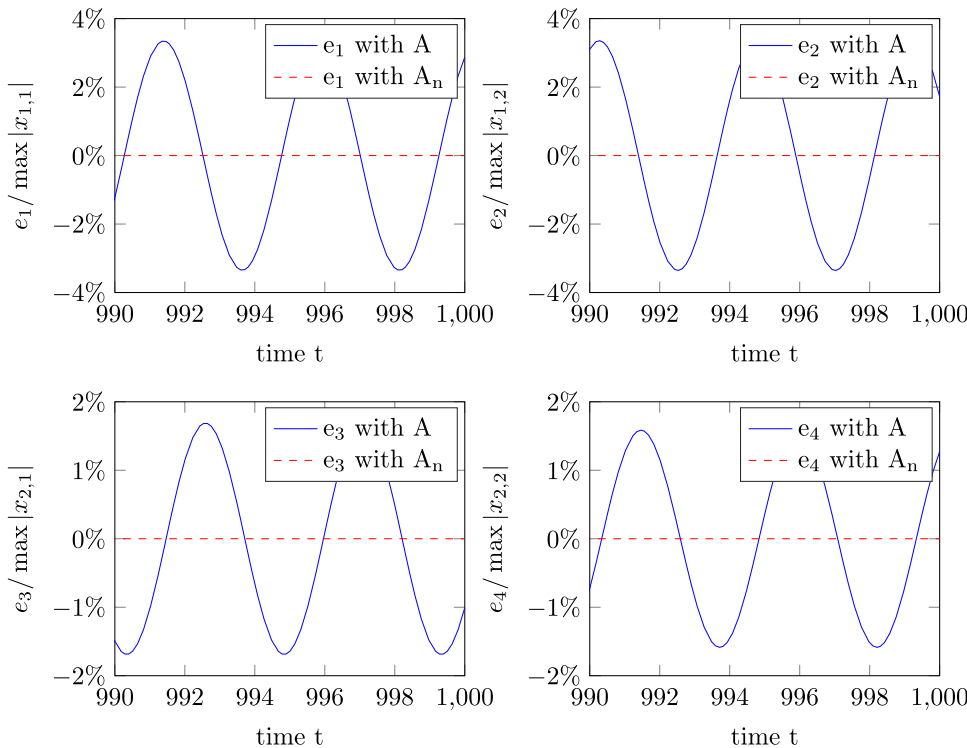 4%
2%
0%
−2%
−4%
990 992 994 996 998 1,000
time t
e₁/ max |x₁,₁|
e₁ with A
e₁ with Aₙ
4%
2%
0%
−2%
−4%
990 992 994 996 998 1,000
time t
e₂/ max |x₁,₂|
e₂ with A
e₂ with Aₙ
2%
1%
0%
−1%
−2%
990 992 994 996 998 1,000
time t
e₃/ max |x₂,₁|
e₃ with A
e₃ with Aₙ
2%
1%
0%
−1%
−2%
990 992 994 996 998 1,000
time t
e₄/ max |x₂,₂|
e₄ with A
e₄ with Aₙ